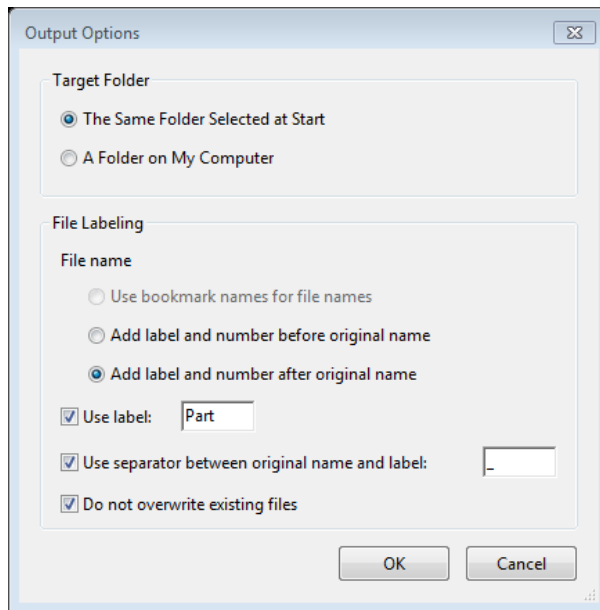 Output Options
Target Folder
The Same Folder Selected at Start
A Folder on My Computer
File Labeling
File name
Use bookmark names for file names
Add label and number before original name
Add label and number after original name
Use label: Part
Use separator between original name and label: _
Do not overwrite existing files
OK Cancel